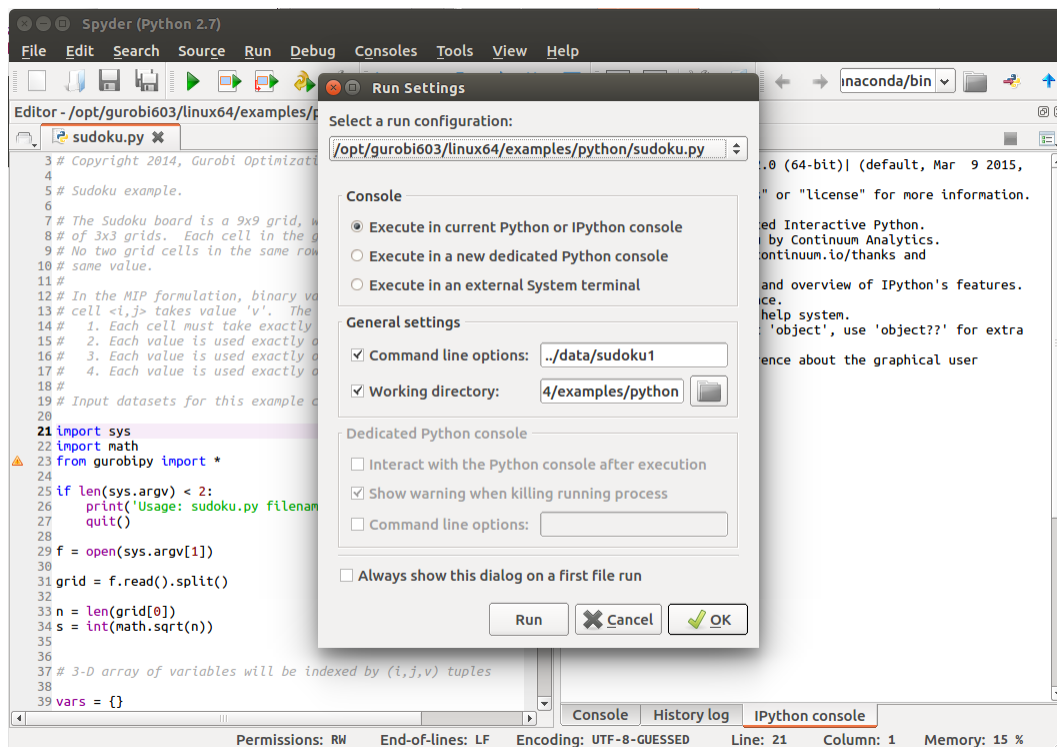 Spyder (Python 2.7)
File Edit Search Source Run Debug Consoles Tools View Help
Run Settings
Select a run configuration:
/opt/gurobi603/linux64/examples/python/sudoku.py
Console
Execute in current Python or IPython console
Execute in a new dedicated Python console
Execute in an external System terminal
General settings
Command line options: ../data/sudoku1
Working directory: 4/examples/python
Dedicated Python console
Interact with the Python console after execution
Show warning when killing running process
Command line options:
Always show this dialog on a first file run
Run Cancel OK
naconda/bin
Editor - /opt/gurobi603/linux64/examples/p
sudoku.py
3 # Copyright 2014, Gurobi Optimizati
4
5 # Sudoku example.
6
7 # The Sudoku board is a 9x9 grid, w
8 # of 3x3 grids.  Each cell in the g
9 # No two grid cells in the same row
10 # same value.
11 #
12 # In the MIP formulation, binary va
13 # cell <i,j> takes value 'v'.  The
14 #   1. Each cell must take exactly
15 #   2. Each value is used exactly o
16 #   3. Each value is used exactly o
17 #   4. Each value is used exactly o
18 #
19 # Input datasets for this example c
20
21 import sys
22 import math
23 from gurobipy import *
24
25 if len(sys.argv) < 2:
26     print('Usage: sudoku.py filenam
27     quit()
28
29 f = open(sys.argv[1])
30
31 grid = f.read().split()
32
33 n = len(grid[0])
34 s = int(math.sqrt(n))
35
36
37 # 3-D array of variables will be indexed by (i,j,v) tuples
38
39 vars = {}
.0 (64-bit)| (default, Mar  9 2015,
" or "license" for more information.
ed Interactive Python.
by Continuum Analytics.
continuum.io/thanks and
and overview of IPython's features.
nce.
help system.
'object', use 'object??' for extra
ence about the graphical user
Console History log IPython console
Permissions: RW End-of-lines: LF Encoding: UTF-8-GUESSED Line: 21 Column: 1 Memory: 15 %